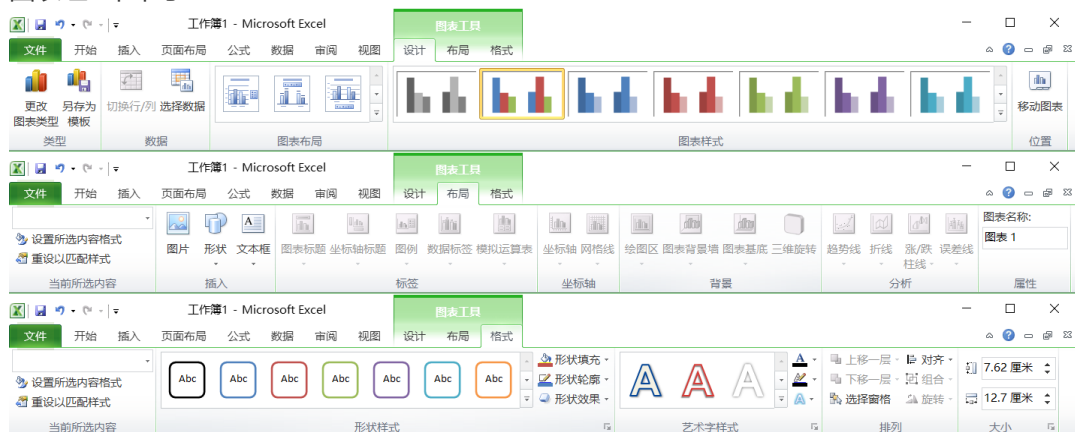 工作簿1 - Microsoft Excel 图表工具
文件 开始 插入 页面布局 公式 数据 审阅 视图 设计 布局 格式
更改图表类型 另存为模板 切换行/列 选择数据 移动图表
类型 数据 图表布局 图表样式 位置
工作簿1 - Microsoft Excel 图表工具
文件 开始 插入 页面布局 公式 数据 审阅 视图 设计 布局 格式
图表名称:
设置所选内容格式 图片 形状 文本框 图表标题 坐标轴标题 图例 数据标签 模拟运算表 坐标轴 网格线 绘图区 图表背景墙 图表基底 三维旋转 趋势线 折线 涨/跌柱线 误差线 图表 1
重设以匹配样式
当前所选内容 插入 标签 坐标轴 背景 分析 属性
工作簿1 - Microsoft Excel 图表工具
文件 开始 插入 页面布局 公式 数据 审阅 视图 设计 布局 格式
形状填充 A 上移一层 对齐 7.62 厘米
设置所选内容格式 Abc Abc Abc Abc Abc Abc Abc 形状轮廓 A A A 下移一层 组合
重设以匹配样式 形状效果 A 选择窗格 旋转 12.7 厘米
当前所选内容 形状样式 艺术字样式 排列 大小